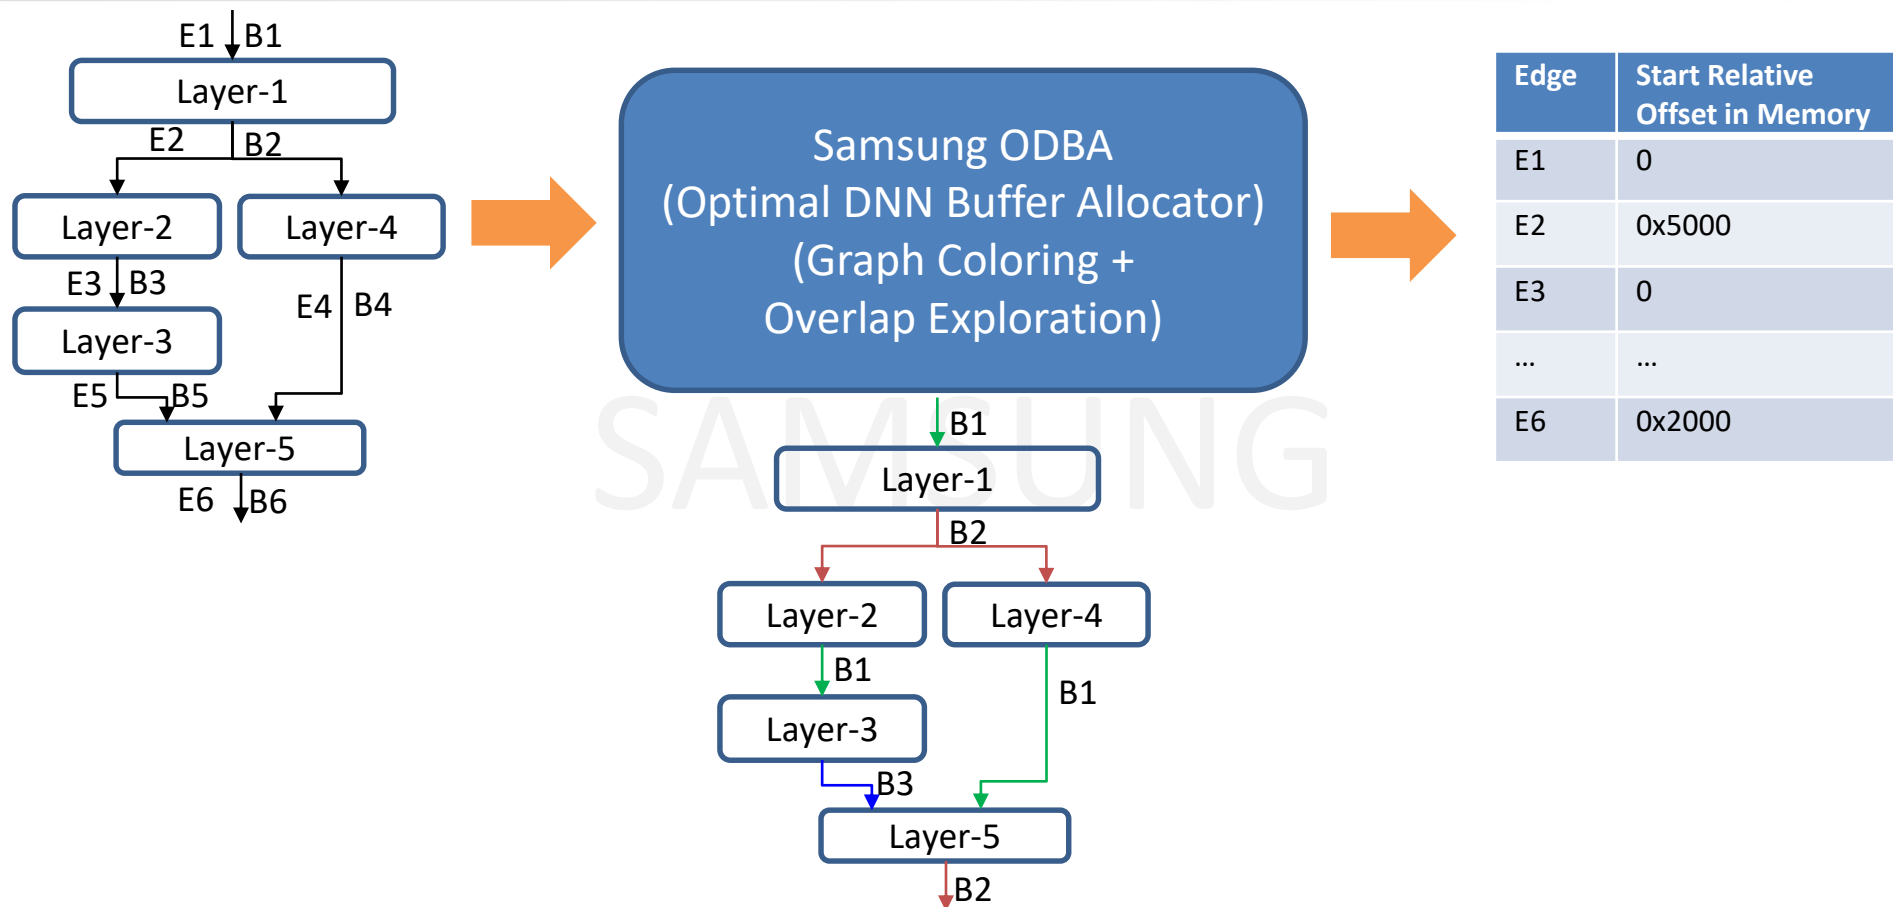 E1 B1
Layer-1
E2 B2
Layer-2 Layer-4
E3 B3
E4 B4
Layer-3
E5 B5
Layer-5
E6 B6
Samsung ODBA
(Optimal DNN Buffer Allocator)
(Graph Coloring +
Overlap Exploration)
SAMSUNG
B1
Layer-1
B2
Layer-2 Layer-4
B1
B1
Layer-3
B3
Layer-5
B2
Edge Start Relative
Offset in Memory
E1 0
E2 0x5000
E3 0
... ...
E6 0x2000